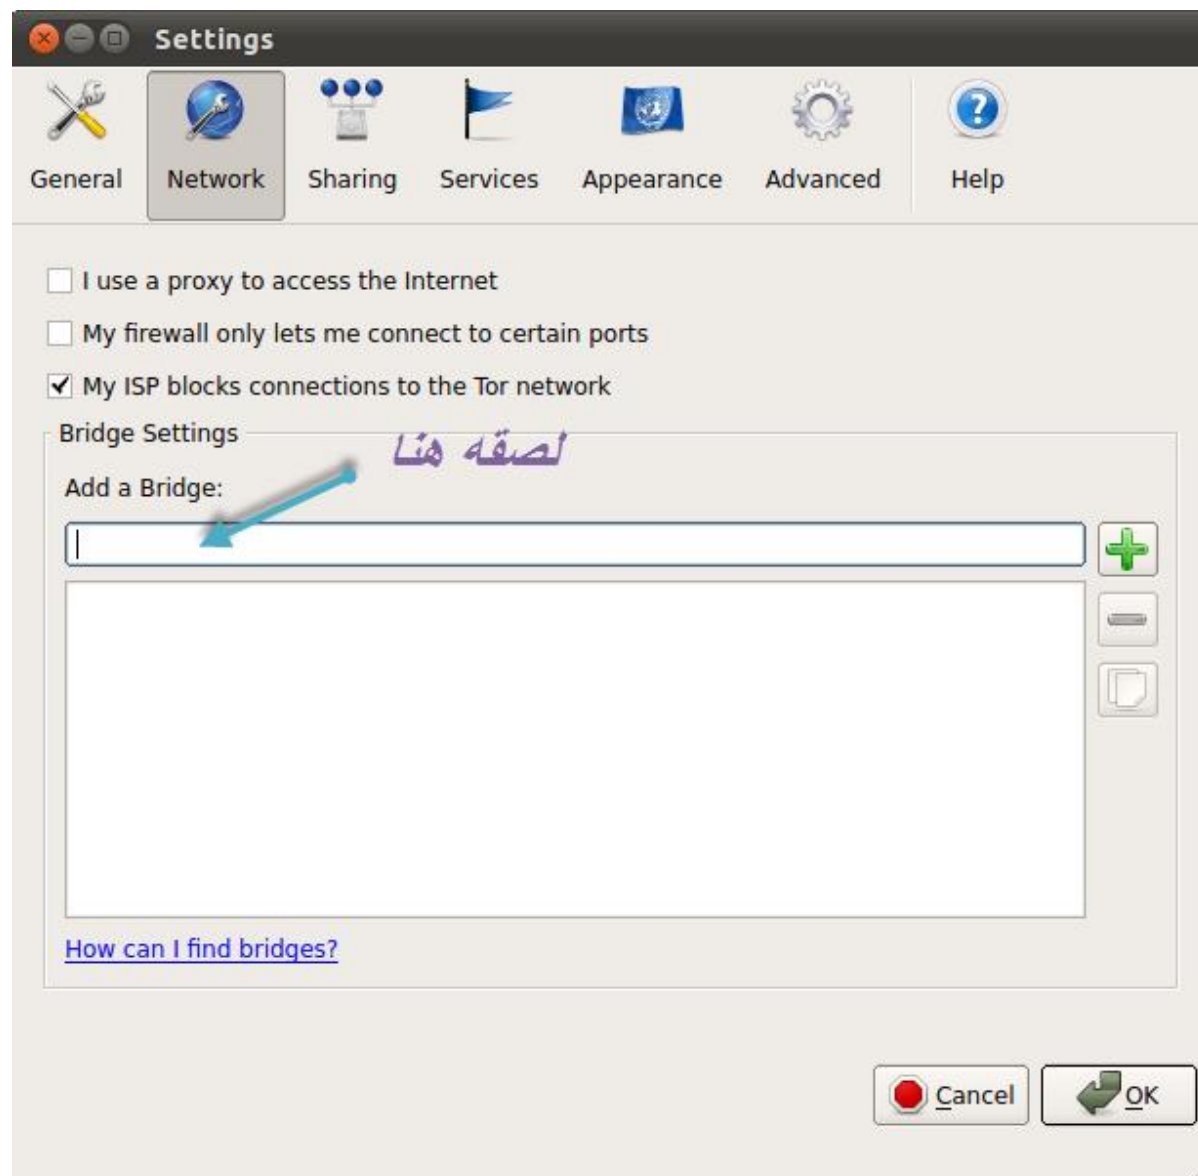 Settings
General Network Sharing Services Appearance Advanced Help
I use a proxy to access the Internet
My firewall only lets me connect to certain ports
My ISP blocks connections to the Tor network
Bridge Settings
لصقه هنا
Add a Bridge:
How can I find bridges?
Cancel OK